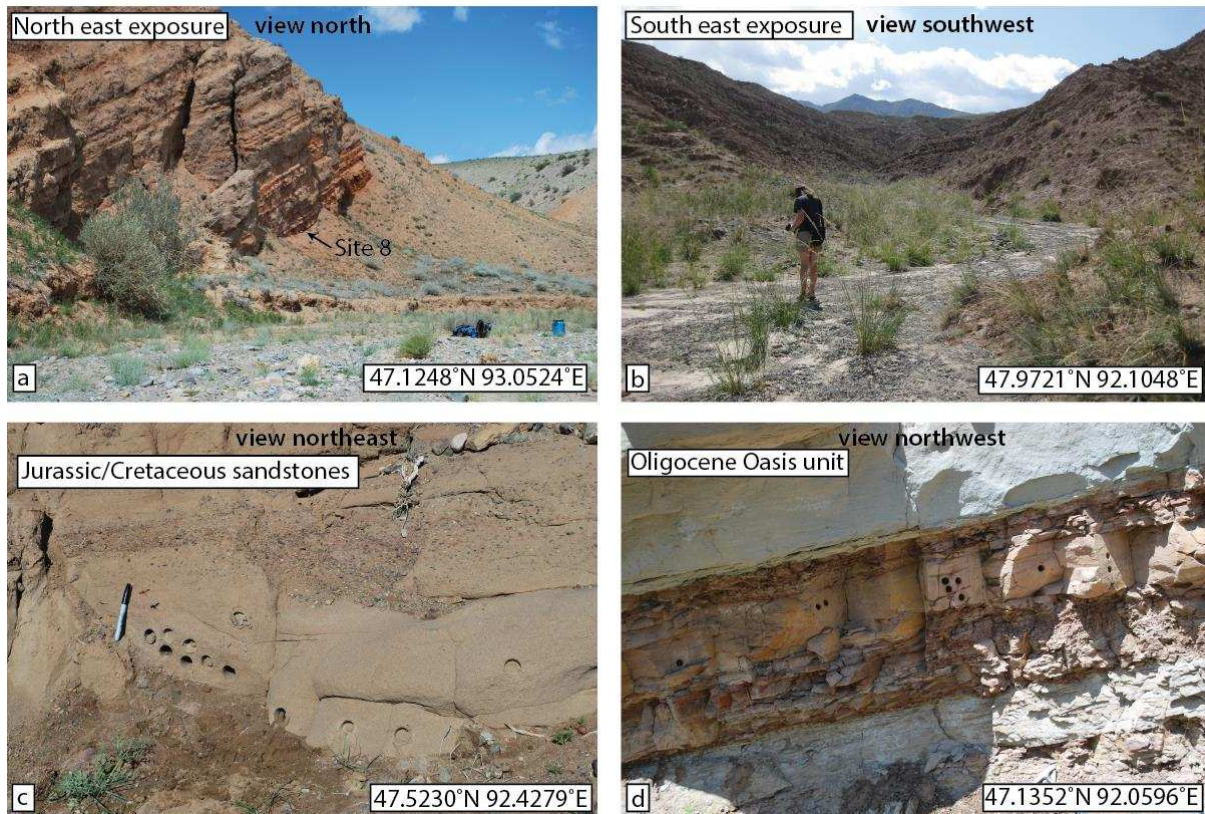 North east exposure
view north
Site 8
a
47.1248°N 93.0524°E
South east exposure
view southwest
b
47.9721°N 92.1048°E
view northeast
Jurassic/Cretaceous sandstones
c
47.5230°N 92.4279°E
view northwest
Oligocene Oasis unit
d
47.1352°N 92.0596°E